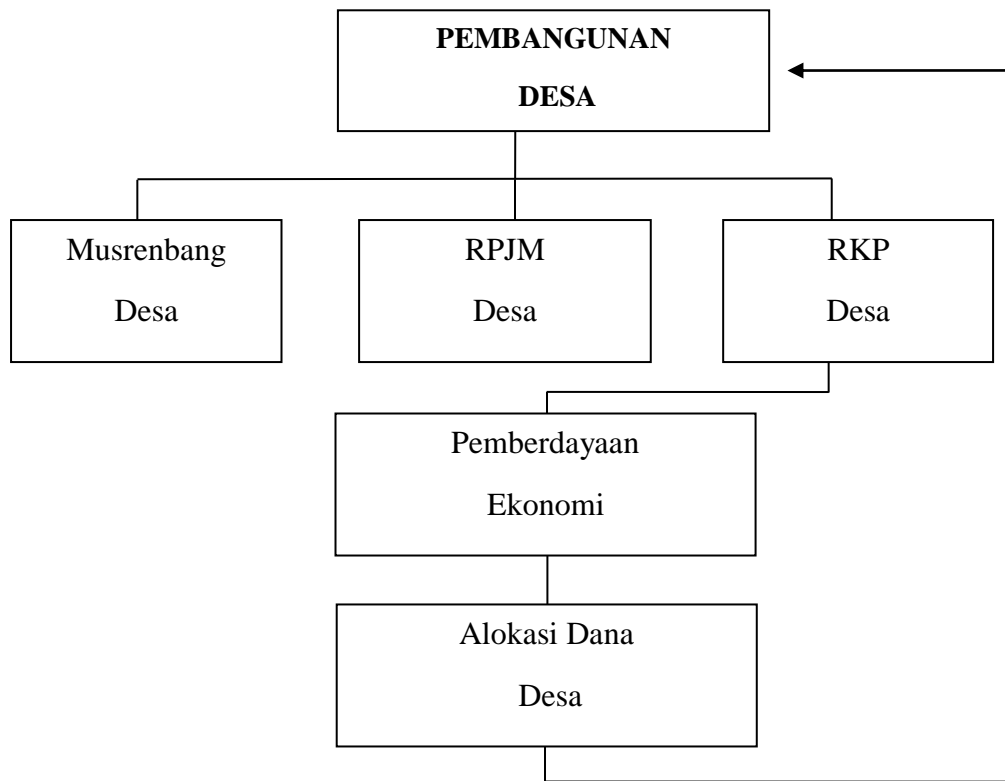 PEMBANGUNAN
DESA
Musrenbang
Desa
RPJM
Desa
RKP
Desa
Pemberdayaan
Ekonomi
Alokasi Dana
Desa